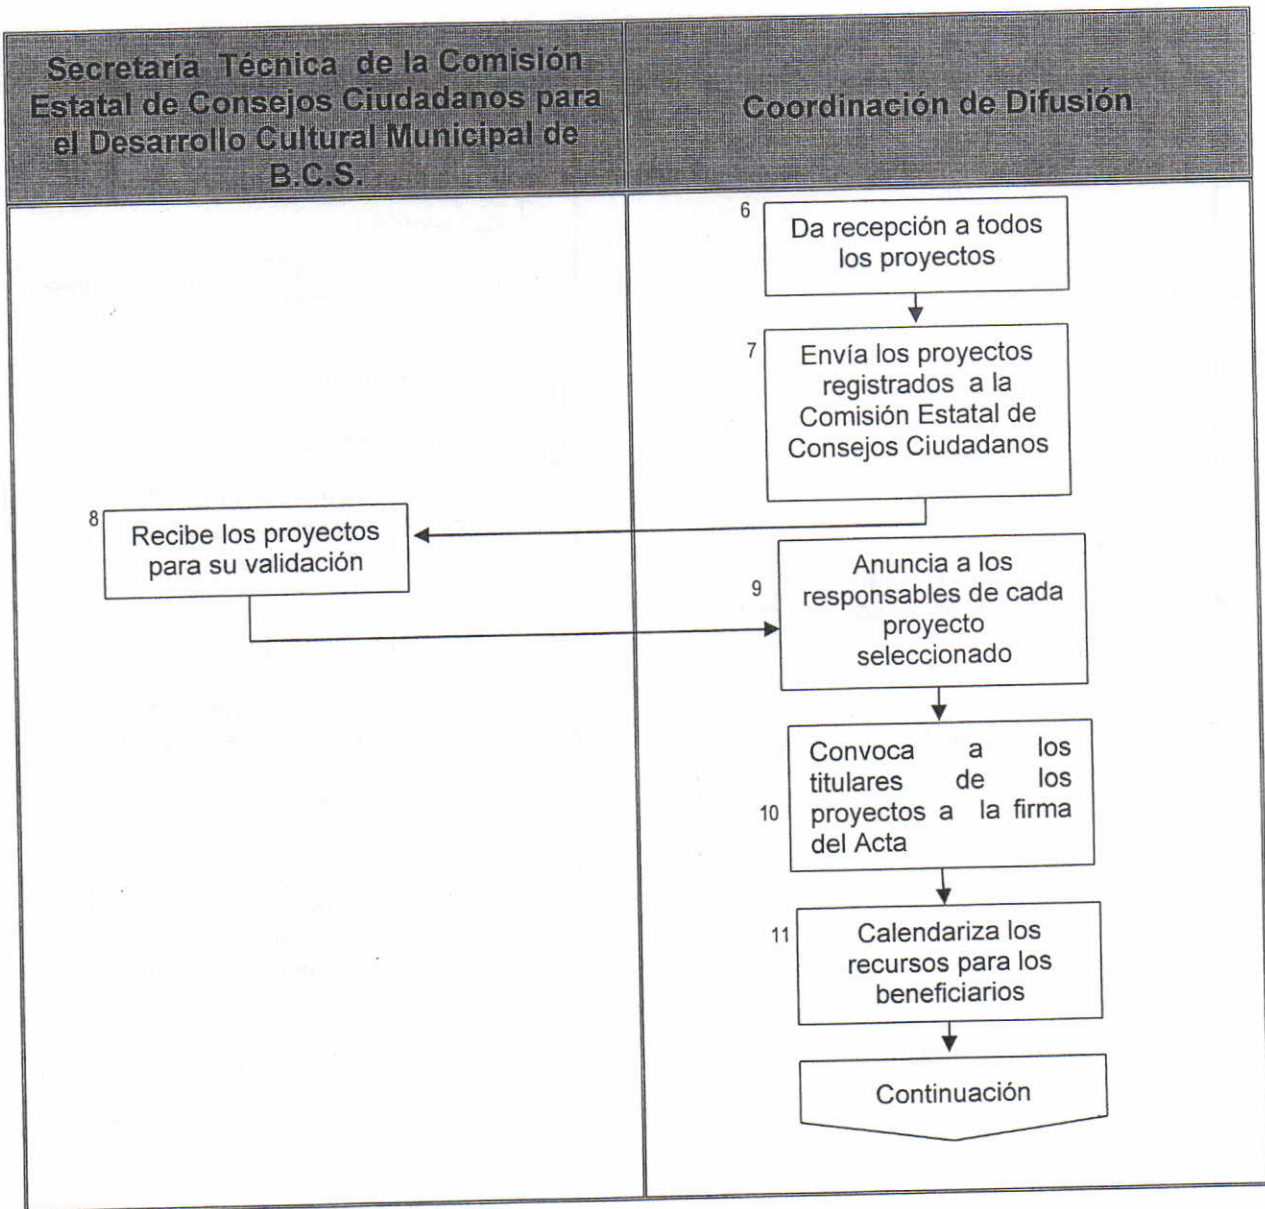 Secretaría Técnica de la Comisión
Estatal de Consejos Ciudadanos para
el Desarrollo Cultural Municipal de
B.C.S.
Coordinación de Difusión
6
Da recepción a todos
los proyectos
7
Envía los proyectos
registrados a la
Comisión Estatal de
Consejos Ciudadanos
8
Recibe los proyectos
para su validación
9
Anuncia a los
responsables de cada
proyecto
seleccionado
10
Convoca a los
titulares de los
proyectos a la firma
del Acta
11
Calendariza los
recursos para los
beneficiarios
Continuación